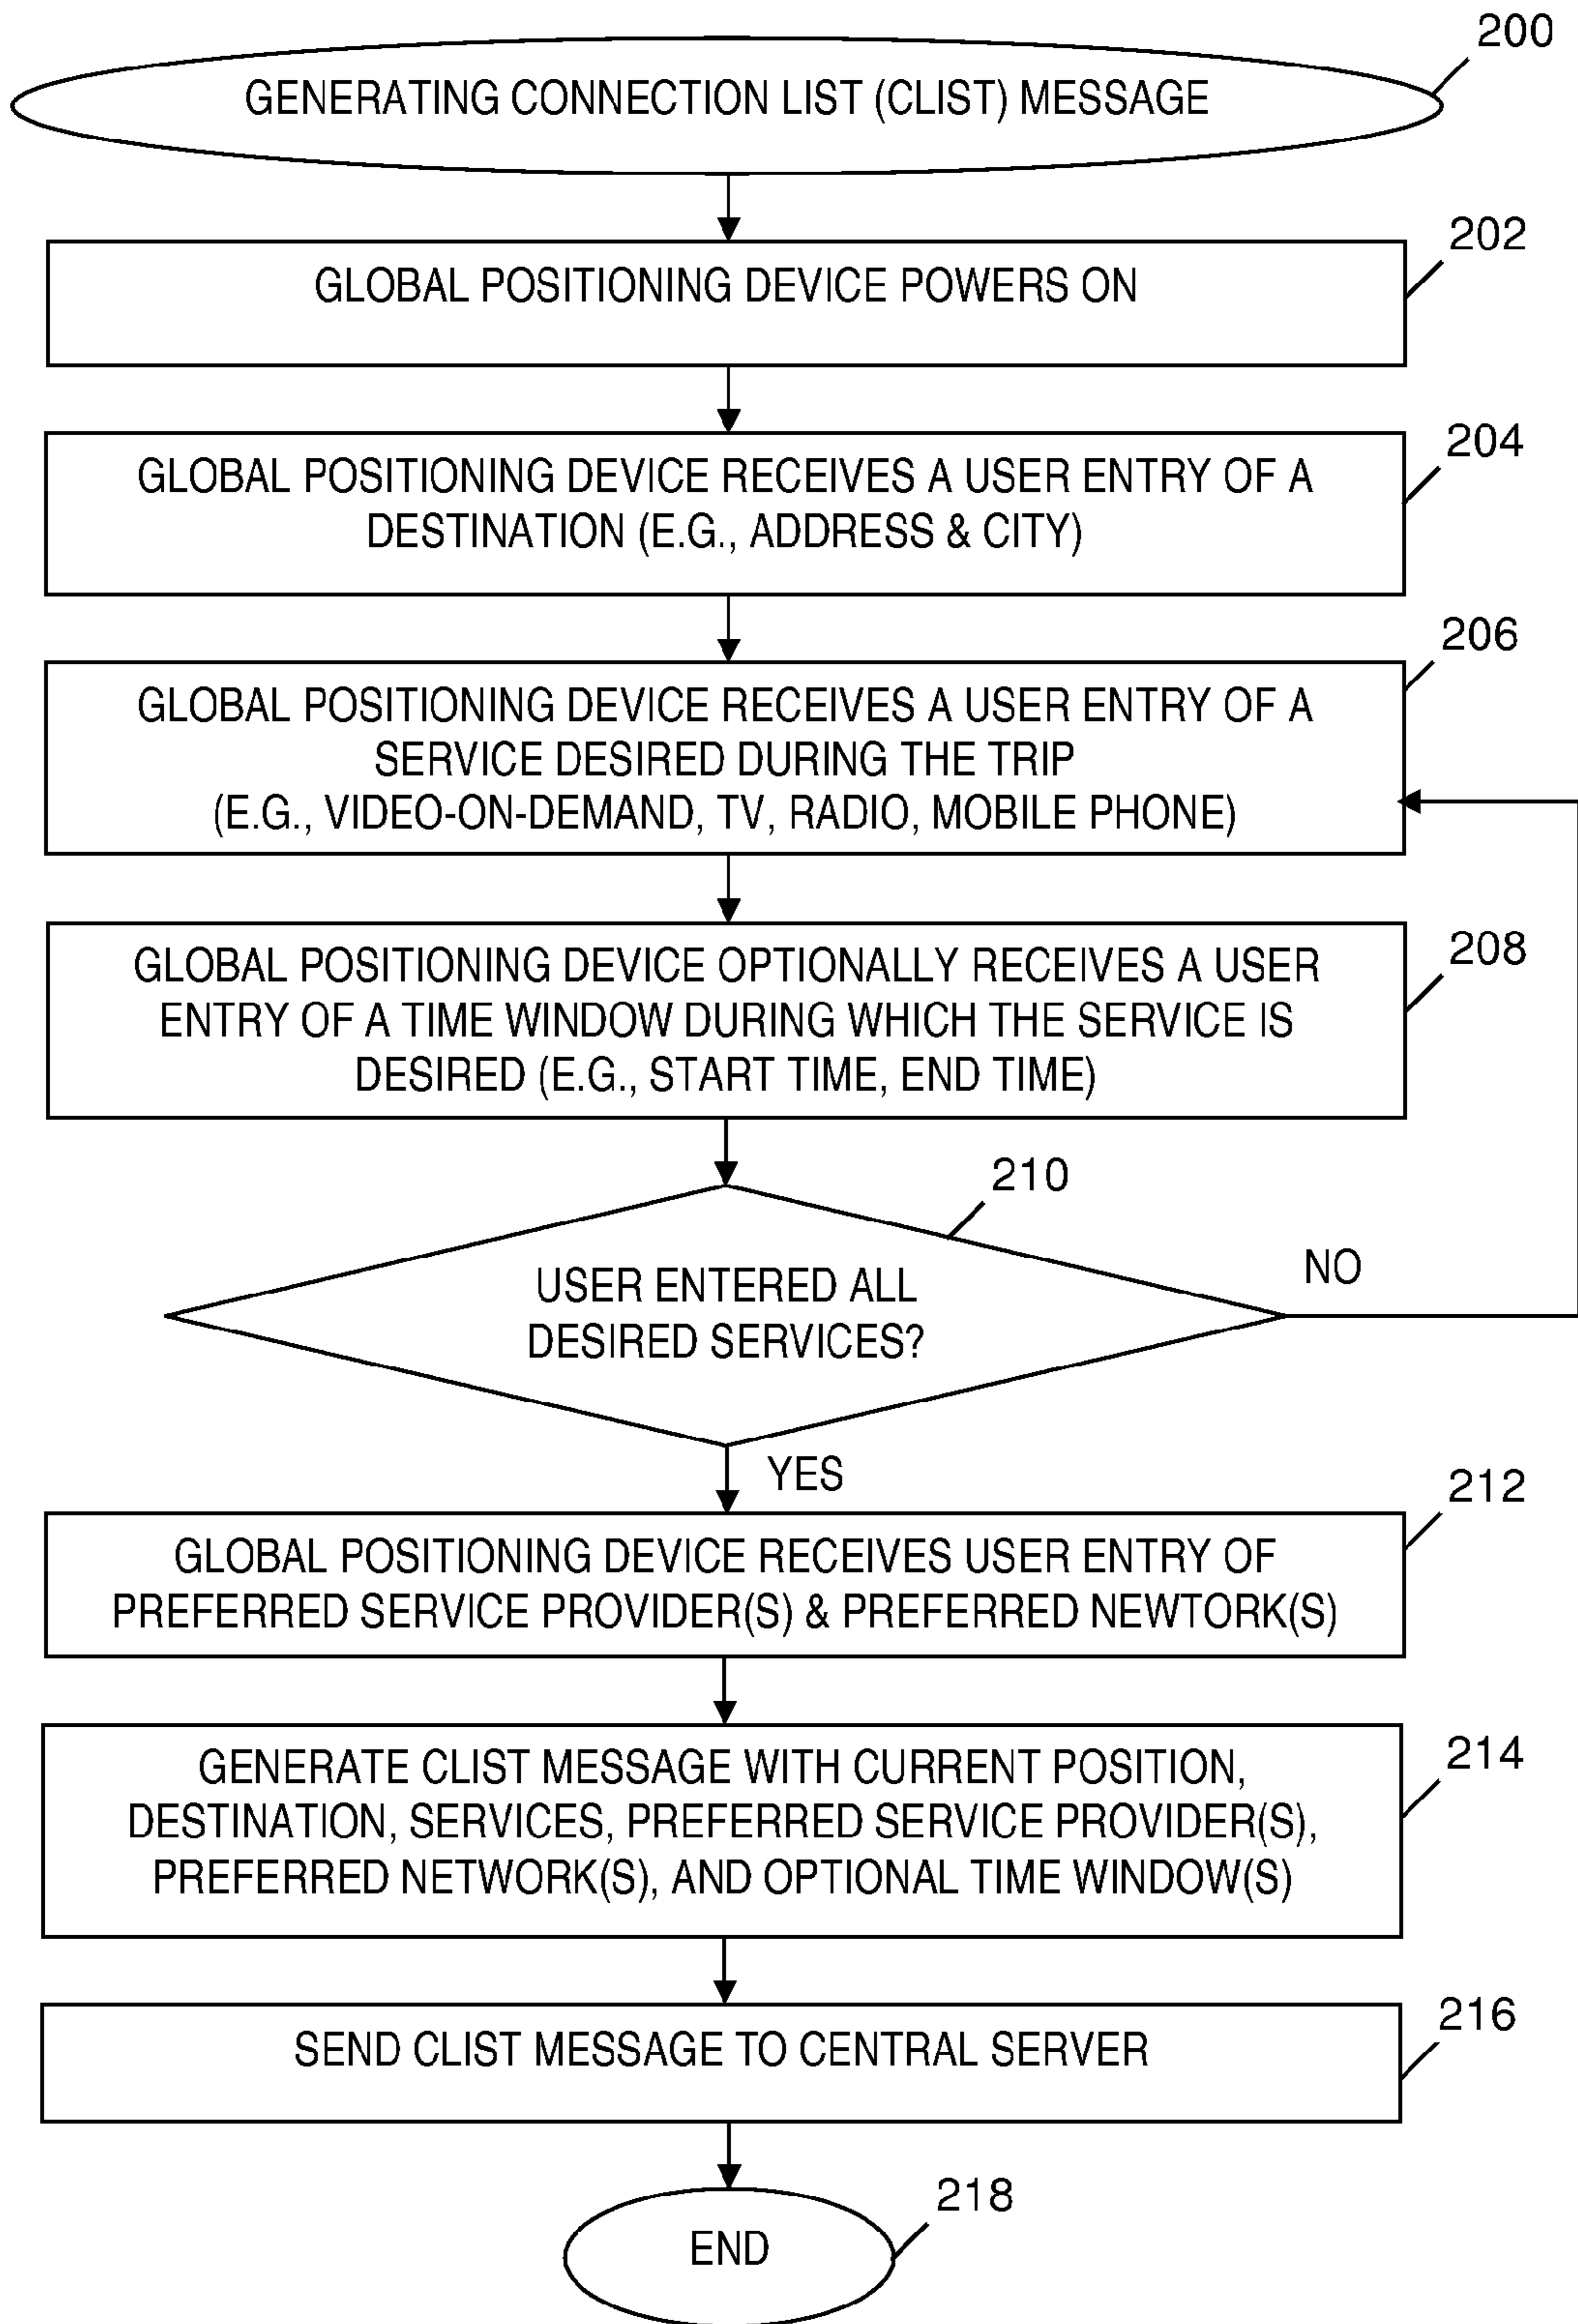 200
GENERATING CONNECTION LIST (CLIST) MESSAGE
202
GLOBAL POSITIONING DEVICE POWERS ON
204
GLOBAL POSITIONING DEVICE RECEIVES A USER ENTRY OF A
DESTINATION (E.G., ADDRESS & CITY)
206
GLOBAL POSITIONING DEVICE RECEIVES A USER ENTRY OF A
SERVICE DESIRED DURING THE TRIP
(E.G., VIDEO-ON-DEMAND, TV, RADIO, MOBILE PHONE)
208
GLOBAL POSITIONING DEVICE OPTIONALLY RECEIVES A USER
ENTRY OF A TIME WINDOW DURING WHICH THE SERVICE IS
DESIRED (E.G., START TIME, END TIME)
210
NO
USER ENTERED ALL
DESIRED SERVICES?
YES
212
GLOBAL POSITIONING DEVICE RECEIVES USER ENTRY OF
PREFERRED SERVICE PROVIDER(S) & PREFERRED NEWTORK(S)
214
GENERATE CLIST MESSAGE WITH CURRENT POSITION,
DESTINATION, SERVICES, PREFERRED SERVICE PROVIDER(S),
PREFERRED NETWORK(S), AND OPTIONAL TIME WINDOW(S)
216
SEND CLIST MESSAGE TO CENTRAL SERVER
218
END